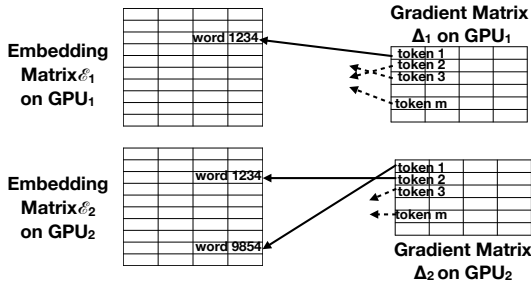 Embedding
Matrix ℰ₁
on GPU₁
word 1234
Gradient Matrix
Δ₁ on GPU₁
token 1
token 2
token 3
token m
Embedding
Matrix ℰ₂
on GPU₂
word 1234
word 9854
token 1
token 2
token 3
token m
Gradient Matrix
Δ₂ on GPU₂